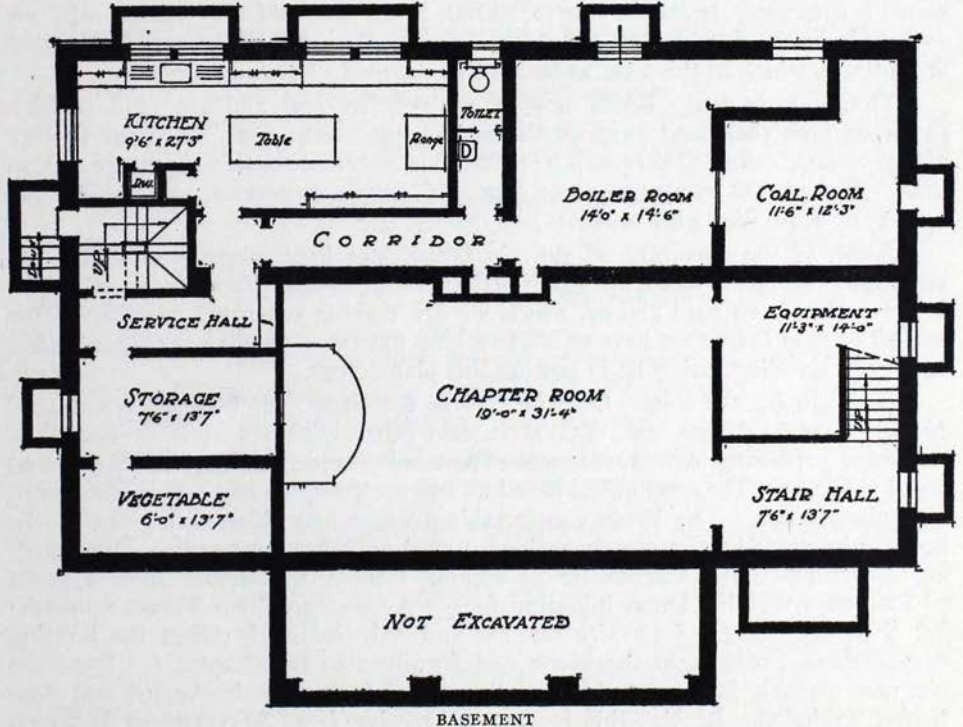 KITCHEN
9'6" x 27'3"
Table
Range
TOILET
D
DW.
BOILER ROOM
14'0" x 14'-6"
COAL ROOM
11'-6" x 12'-3"
CORRIDOR
UP
SERVICE HALL
EQUIPMENT
11'-3" x 14'-0"
STORAGE
7'6" x 13'7"
CHAPTER ROOM
19'-0" x 31'-4"
UP
VEGETABLE
6'-0" x 13'7"
STAIR HALL
7'6" x 13'7"
NOT EXCAVATED
BASEMENT